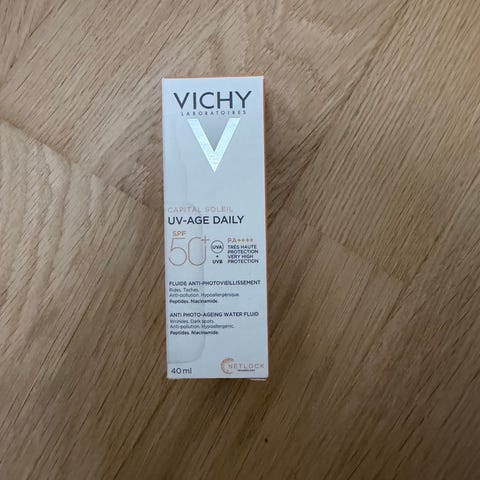 VICHY
LABORATOIRES
V
CAPITAL SOLEIL
UV-AGE DAILY
SPF
50+
UVA
+
UVB
PA++++
TRÈS HAUTE
PROTECTION
VERY HIGH
PROTECTION
FLUIDE ANTI-PHOTOVIEILLISSEMENT
Rides, Taches.
Anti-pollution. Hypoallergénique.
Peptides. Niacinamide.
ANTI PHOTO-AGEING WATER FLUID
Wrinkles. Dark spots.
Anti-pollution. Hypoallergenic.
Peptides. Niacinamide.
NETLOCK
TECHNOLOGY
40 ml